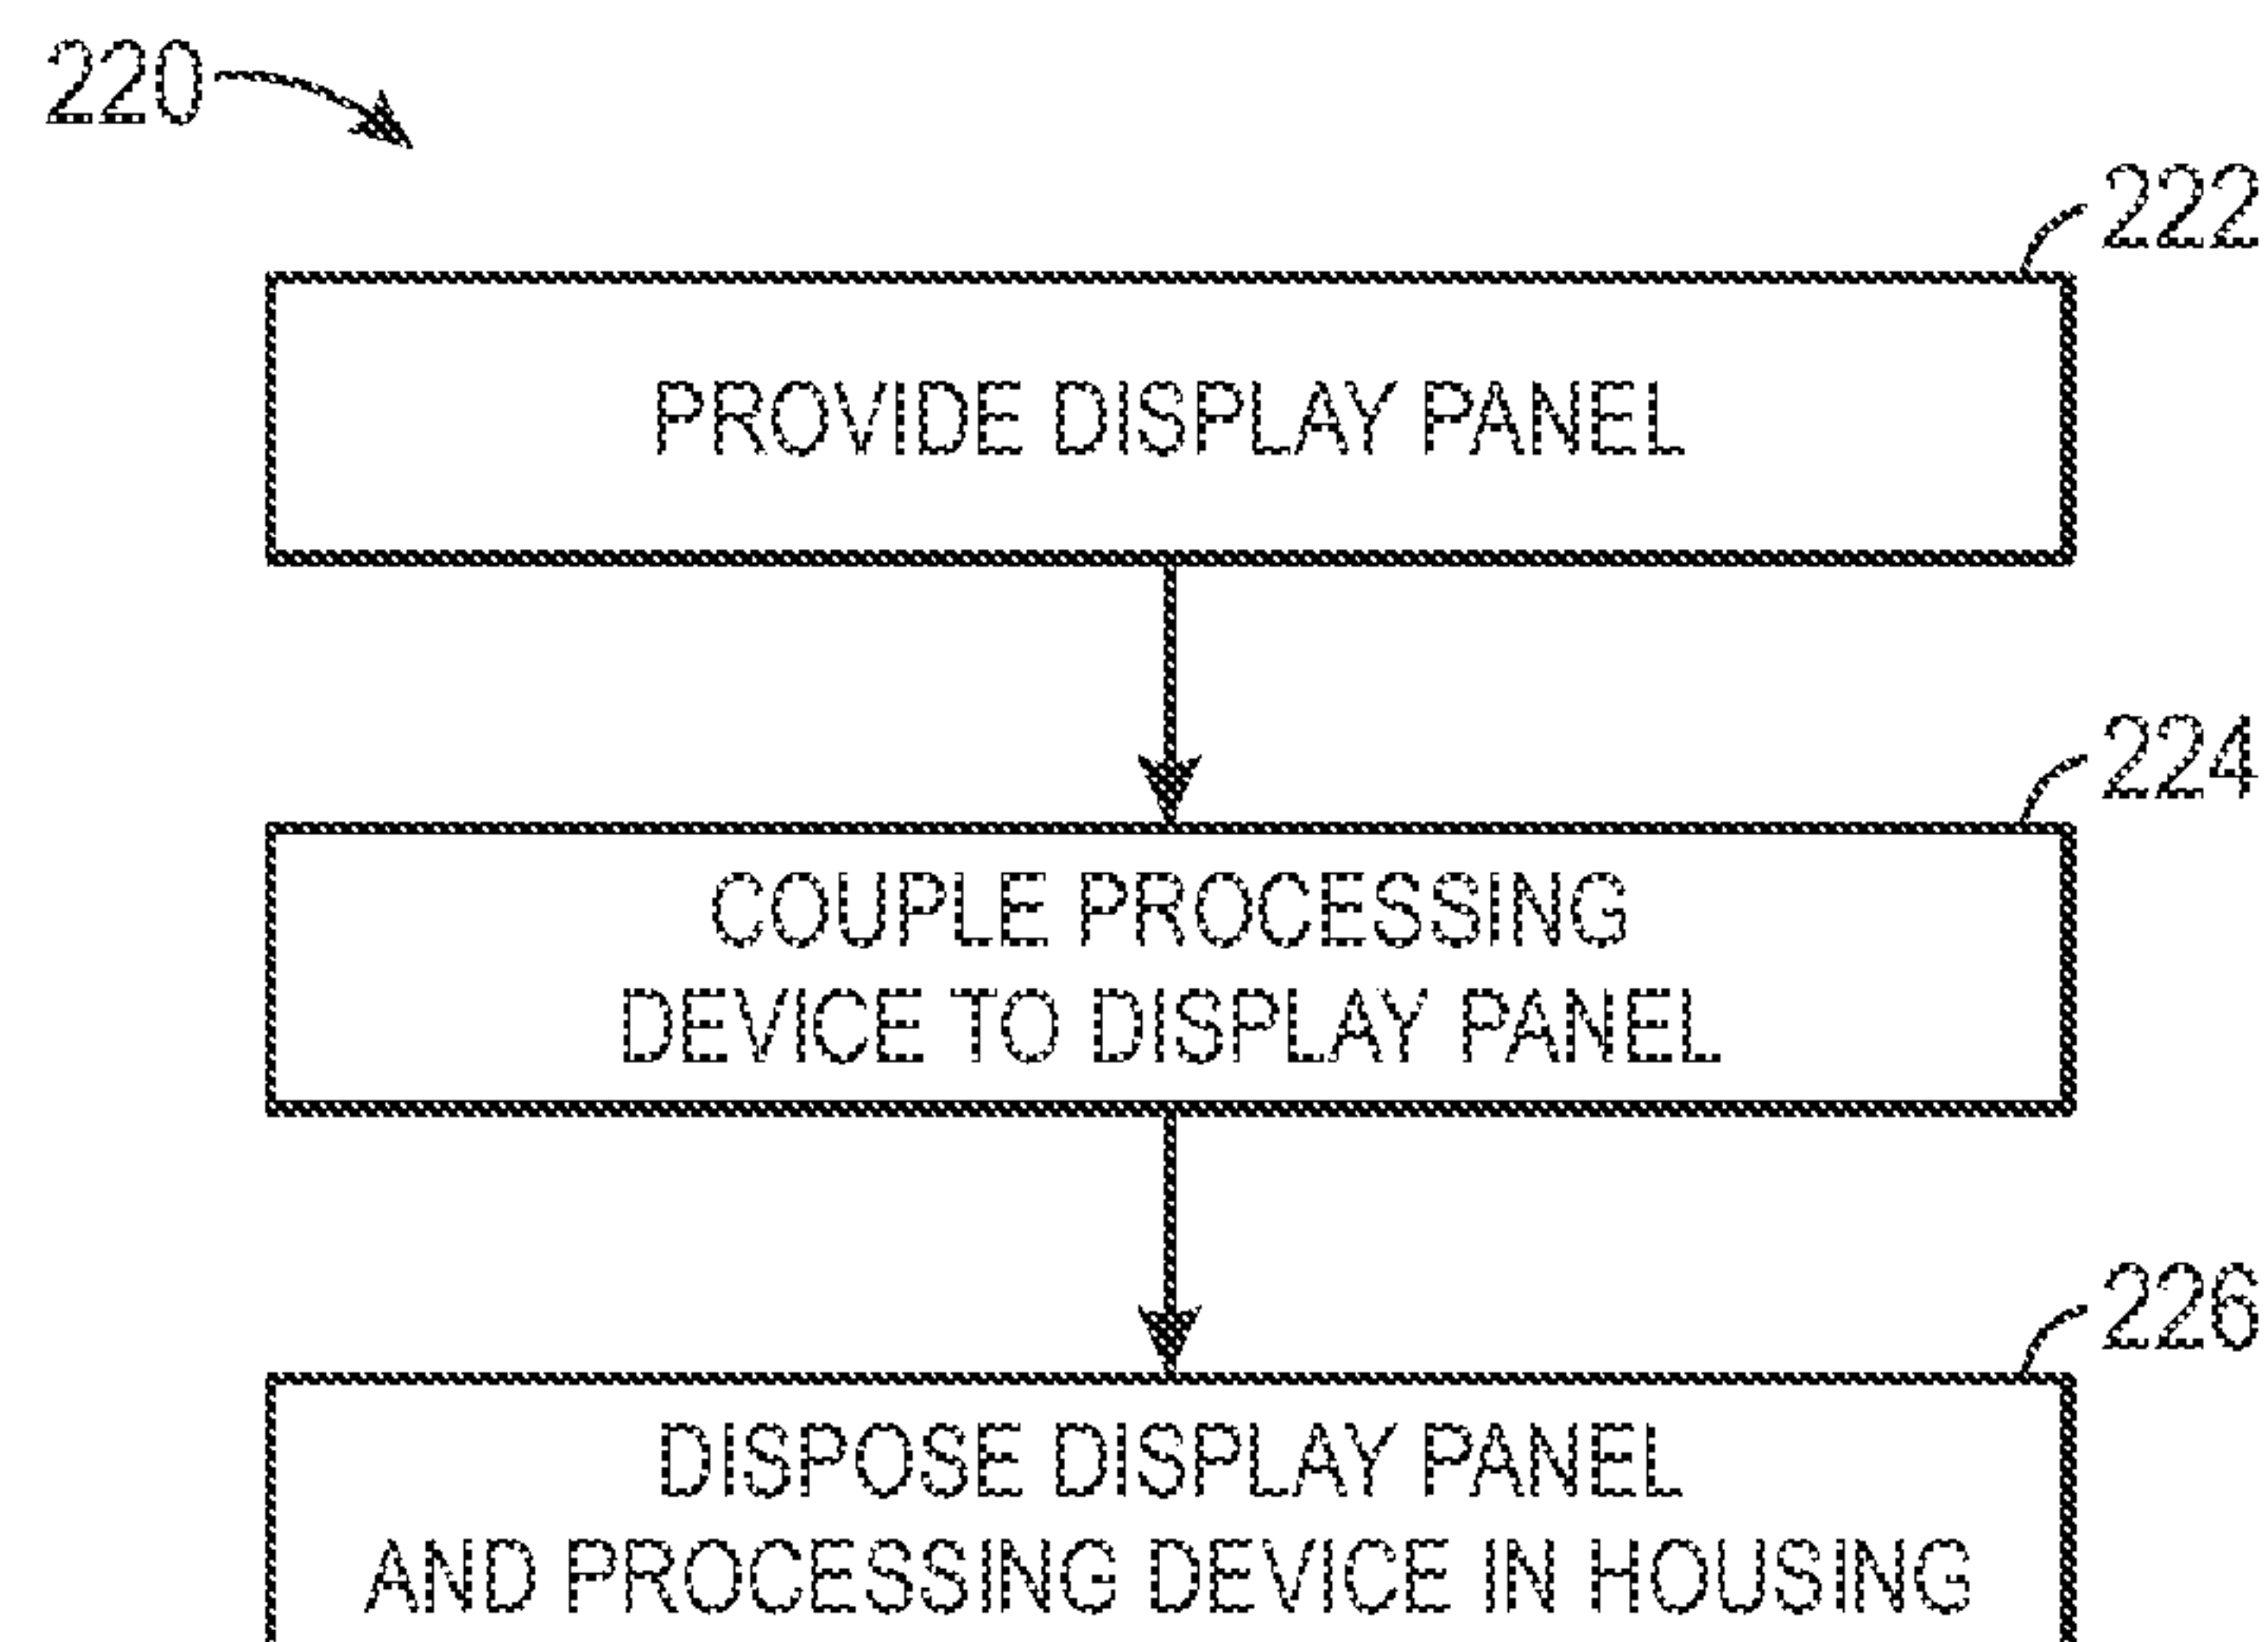 220
222
PROVIDE DISPLAY PANEL
224
COUPLE PROCESSING
DEVICE TO DISPLAY PANEL
226
DISPOSE DISPLAY PANEL
AND PROCESSING DEVICE IN HOUSING